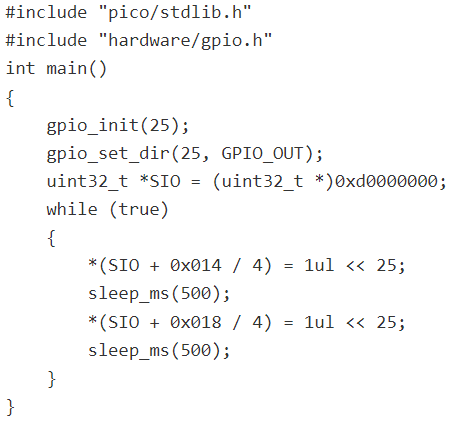 #include "pico/stdlib.h"
#include "hardware/gpio.h"
int main()
{
    gpio_init(25);
    gpio_set_dir(25, GPIO_OUT);
    uint32_t *SIO = (uint32_t *)0xd0000000;
    while (true)
    {
        *(SIO + 0x014 / 4) = 1ul << 25;
        sleep_ms(500);
        *(SIO + 0x018 / 4) = 1ul << 25;
        sleep_ms(500);
    }
}